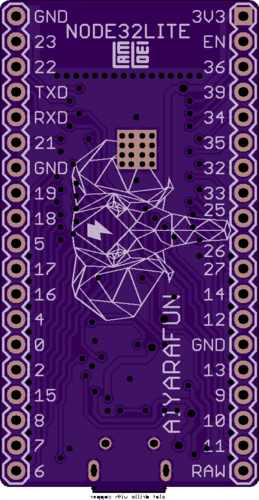 NODE32LITE
GND 3V3
23 EN
22 36
TXD 39
RXD 34
21 35
GND 32
19 33
18 25
5 26
17 27
16 14
4 12
0 GND
2 13
15 9
8 10
7 11
6 RAW
AIYARAFUN